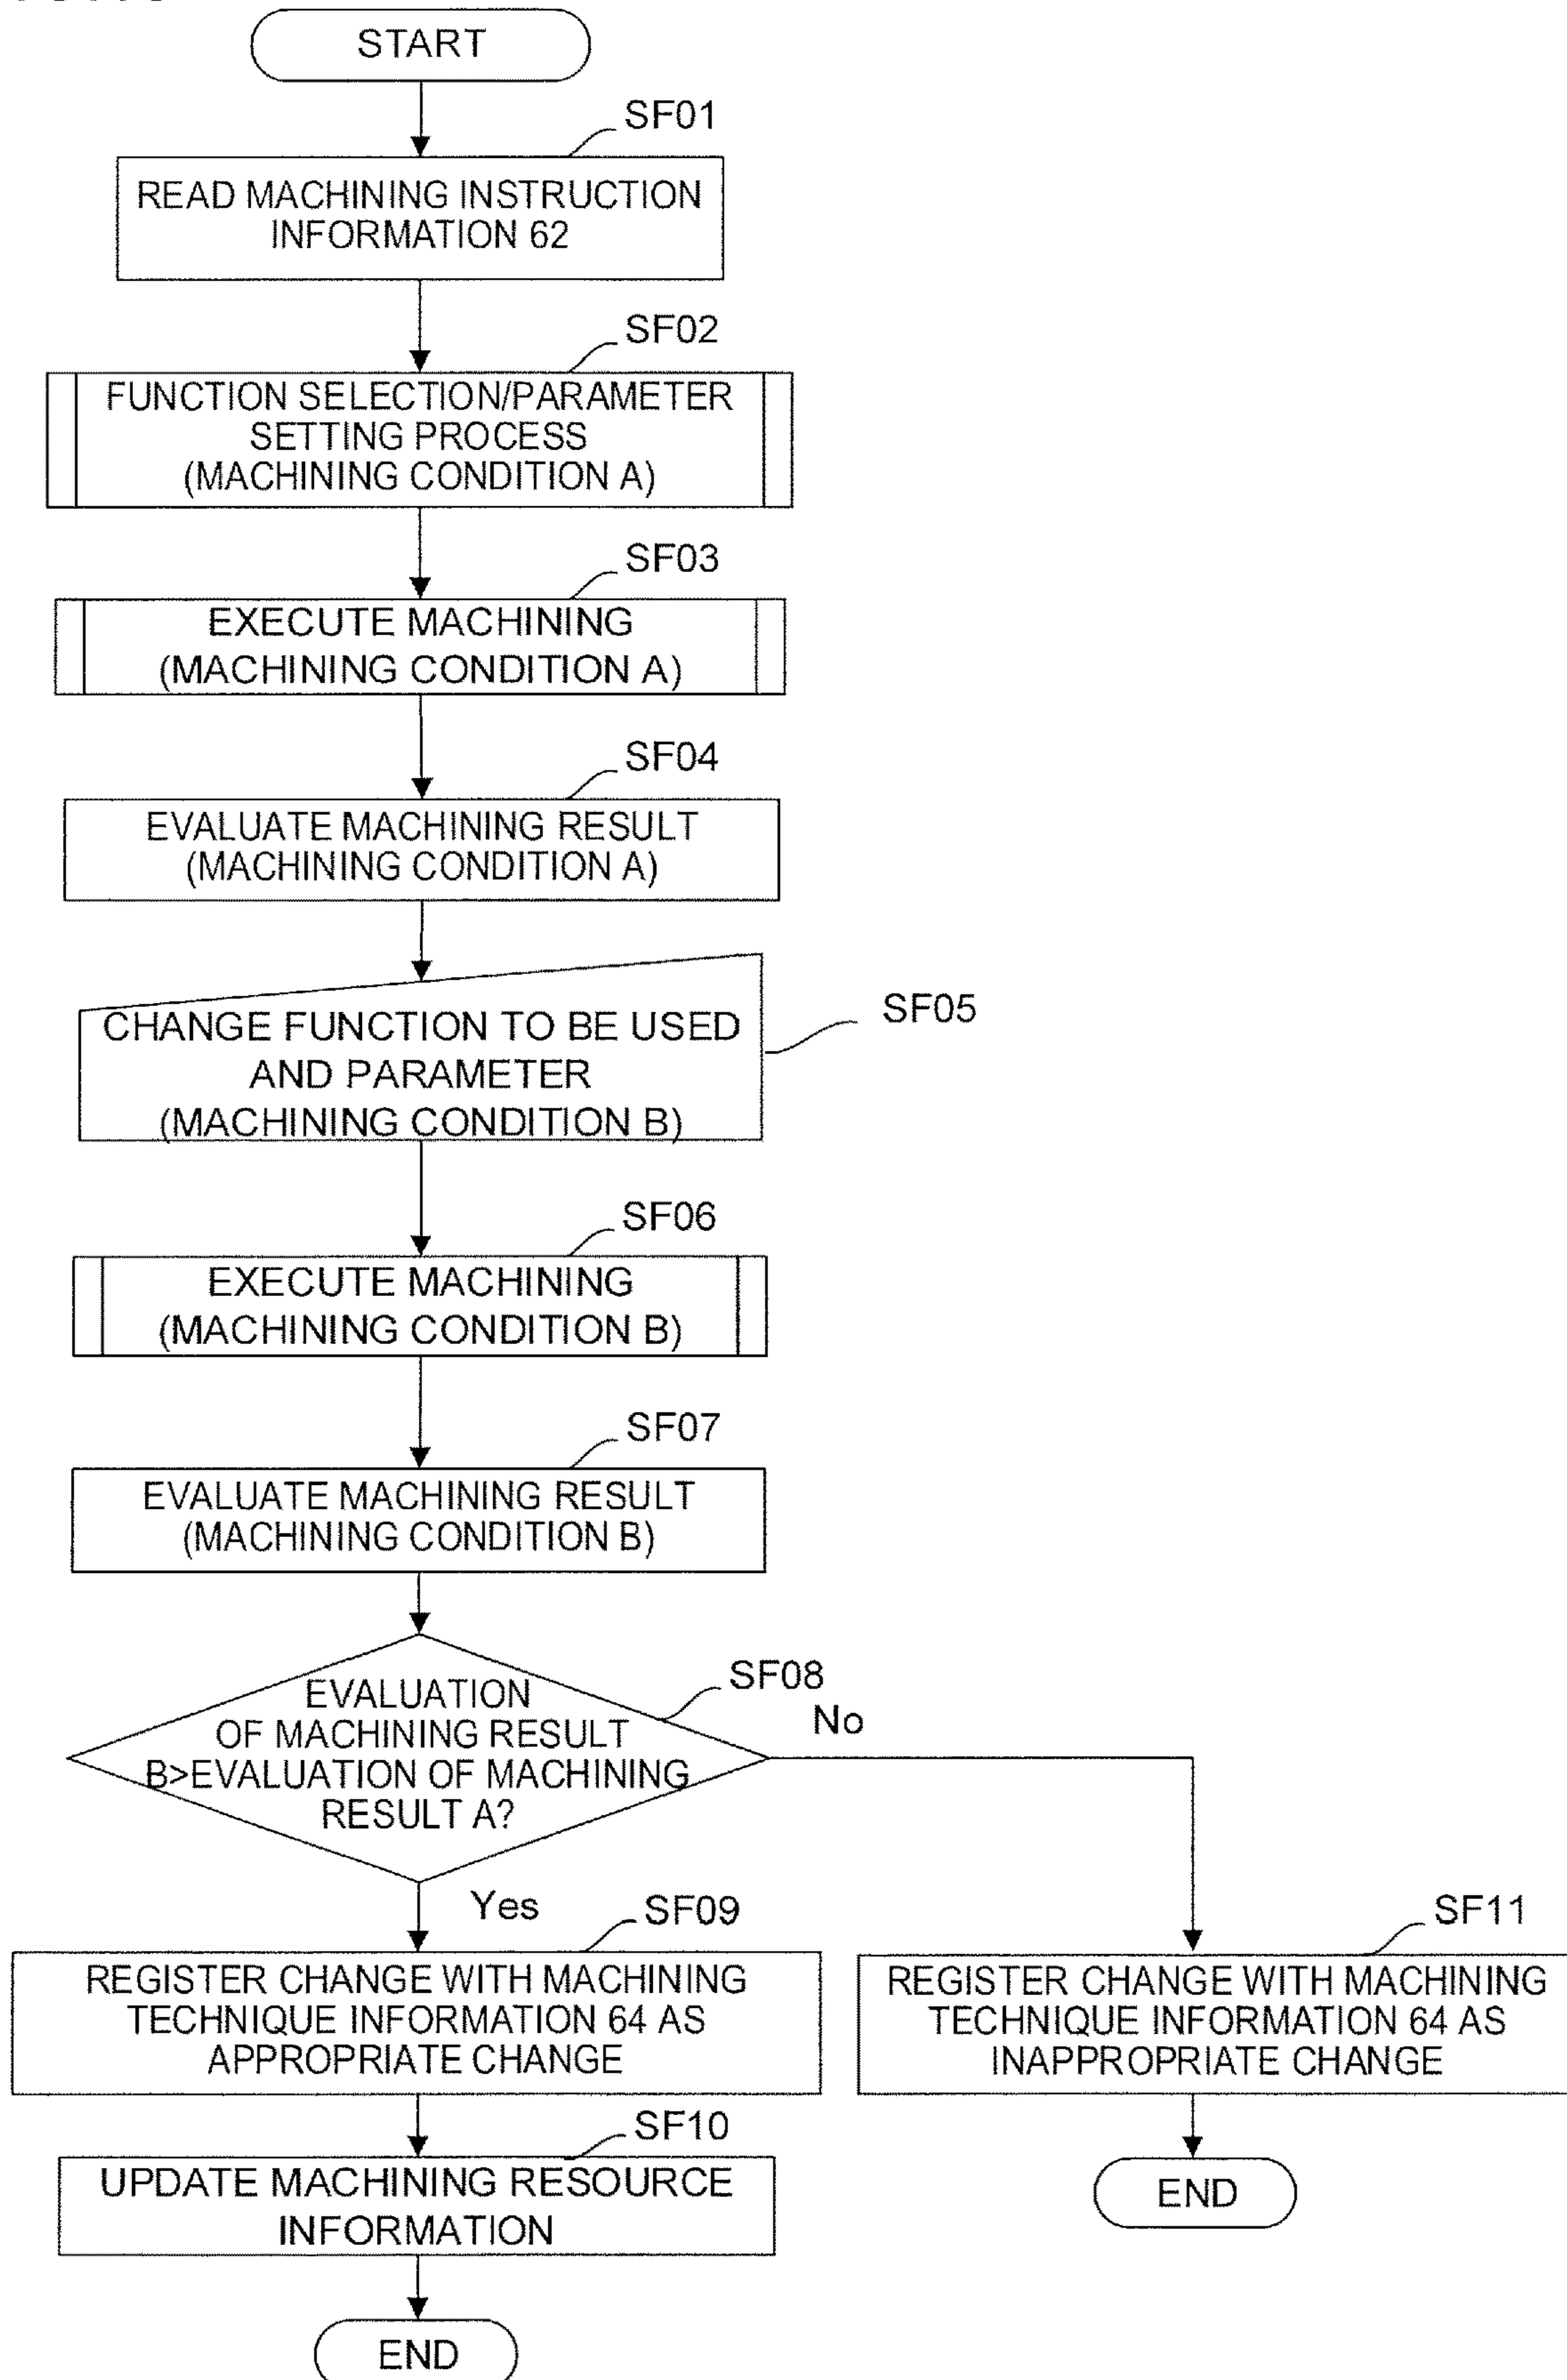 START
SF01
READ MACHINING INSTRUCTION
INFORMATION 62
SF02
FUNCTION SELECTION/PARAMETER
SETTING PROCESS
(MACHINING CONDITION A)
SF03
EXECUTE MACHINING
(MACHINING CONDITION A)
SF04
EVALUATE MACHINING RESULT
(MACHINING CONDITION A)
SF05
CHANGE FUNCTION TO BE USED
AND PARAMETER
(MACHINING CONDITION B)
SF06
EXECUTE MACHINING
(MACHINING CONDITION B)
SF07
EVALUATE MACHINING RESULT
(MACHINING CONDITION B)
SF08
EVALUATION
OF MACHINING RESULT
B>EVALUATION OF MACHINING
RESULT A?
No
Yes
SF09
REGISTER CHANGE WITH MACHINING
TECHNIQUE INFORMATION 64 AS
APPROPRIATE CHANGE
SF11
REGISTER CHANGE WITH MACHINING
TECHNIQUE INFORMATION 64 AS
INAPPROPRIATE CHANGE
SF10
UPDATE MACHINING RESOURCE
INFORMATION
END
END